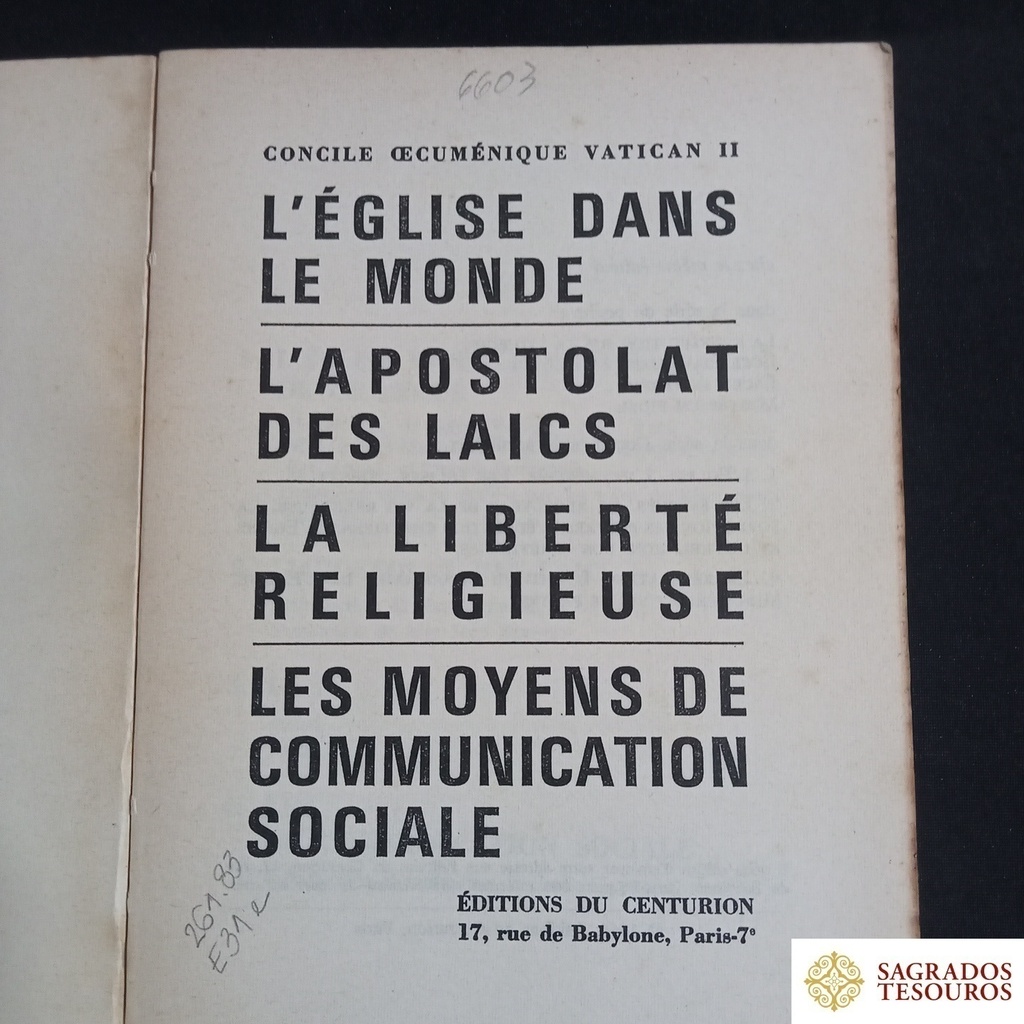 6603
CONCILE ŒCUMÉNIQUE VATICAN II
L'ÉGLISE DANS
LE MONDE
L'APOSTOLAT
DES LAICS
LA LIBERTÉ
RELIGIEUSE
LES MOYENS DE
COMMUNICATION
SOCIALE
261.83
E31e
ÉDITIONS DU CENTURION
17, rue de Babylone, Paris-7e
SAGRADOS
TESOUROS